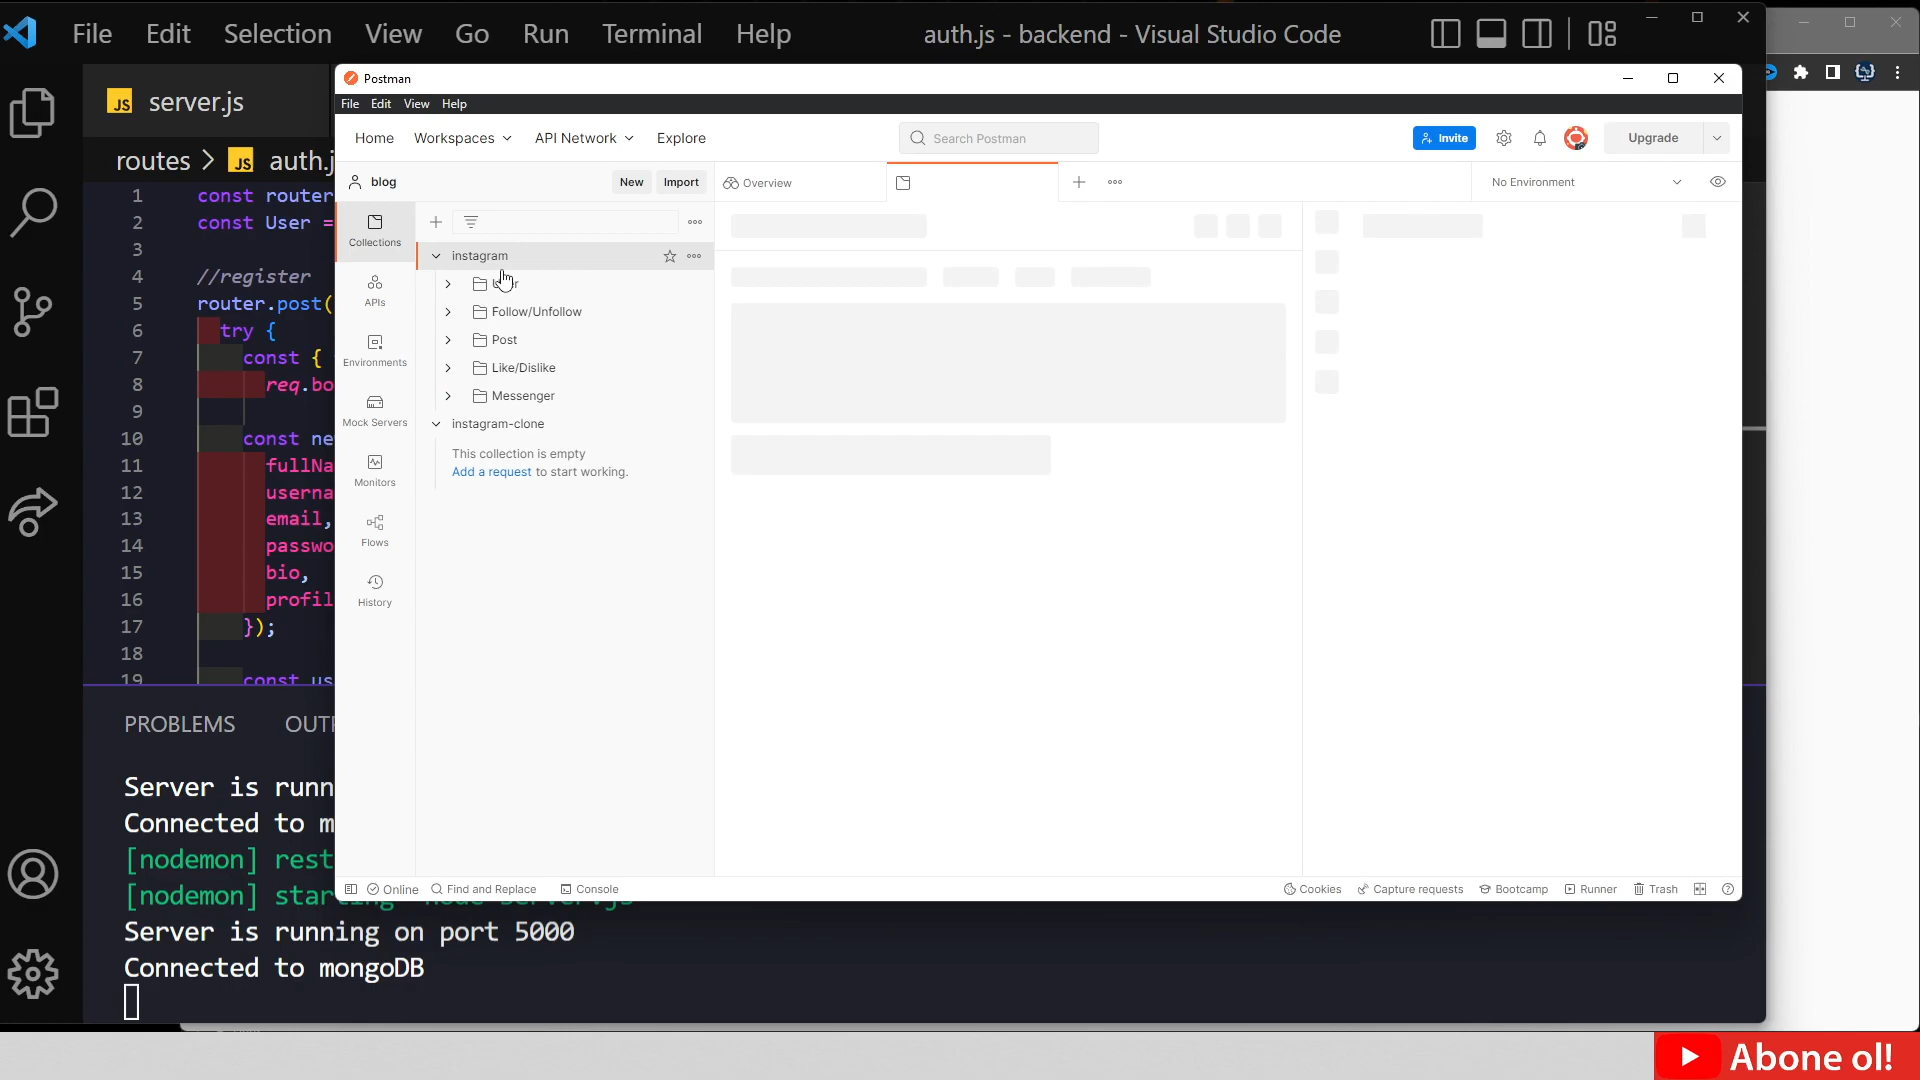 File Edit Selection View Go Run Terminal Help auth.js - backend - Visual Studio Code
JS server.js
routes > JS auth.j
1 const router
2 const User =
3
4 //register
5 router.post(
6 try {
7 const {
8 req.bo
9
10 const ne
11 fullNa
12 userna
13 email,
14 passwo
15 bio,
16 profil
17 });
18
19 const us
PROBLEMS OUTP
Server is runn
Connected to m
[nodemon] rest
[nodemon] star
Server is running on port 5000
Connected to mongoDB
Postman
File Edit View Help
Home Workspaces API Network Explore Search Postman Invite Upgrade
blog New Import Overview No Environment
Collections
APIs
Environments
Mock Servers
Monitors
Flows
History
instagram
Follow/Unfollow
Post
Like/Dislike
Messenger
instagram-clone
This collection is empty
Add a request to start working.
Online Find and Replace Console Cookies Capture requests Bootcamp Runner Trash
Abone ol!